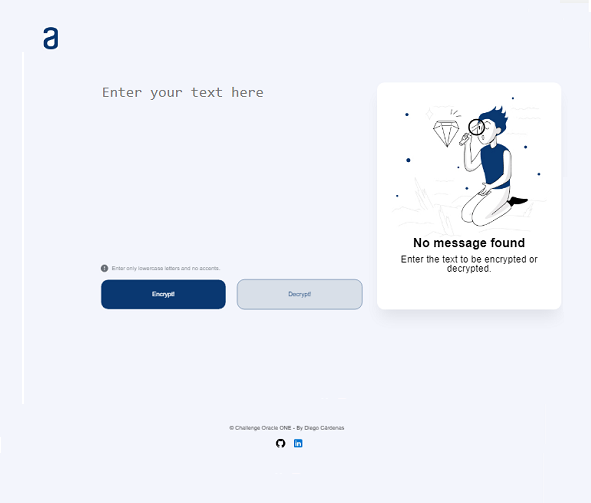 a
Enter your text here
No message found
Enter the text to be encrypted or
decrypted.
Enter only lowercase letters and no accents.
Encrypt!
Decrypt!
© Challenge Oracle ONE - By Diego Cárdenas
in